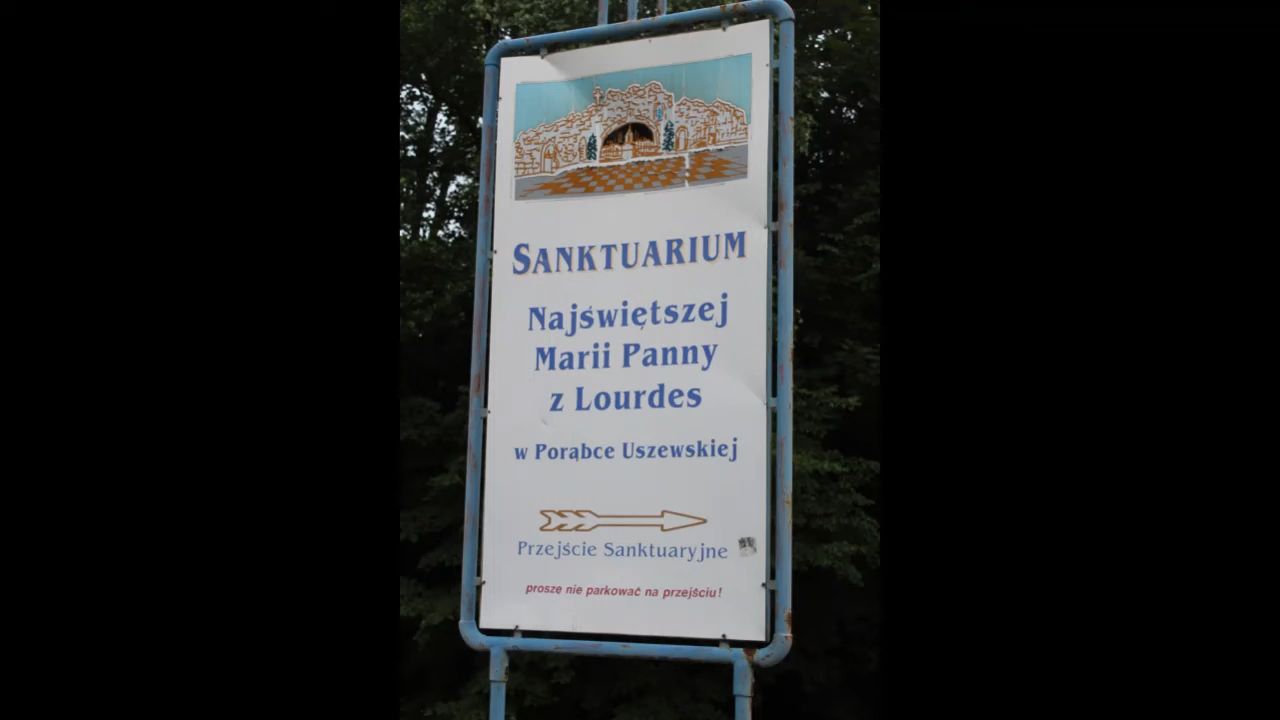 SANKTUARIUM
Najświętszej
Marii Panny
z Lourdes
w Porąbce Uszewskiej
Przejście Sanktuaryjne
proszę nie parkować na przejściu!